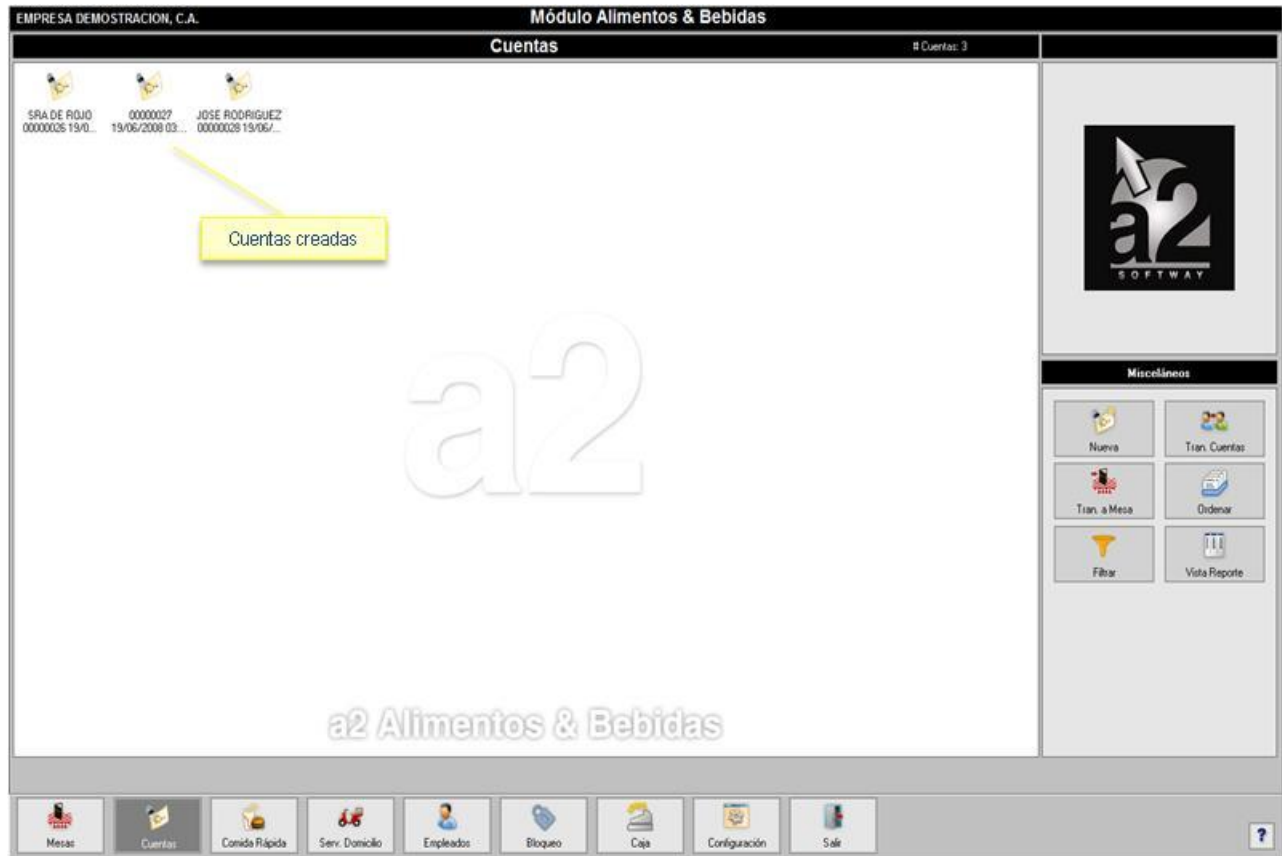 EMPRESA DEMOSTRACION, C.A.
Módulo Alimentos & Bebidas
Cuentas
# Cuentas: 3
SRA DE ROJO
00000026 19/0...
00000027
19/06/2008 03:...
JOSE RODRIGUEZ
00000028 19/06/...
Cuentas creadas
a2
SOFTWAY
a2
Misceláneos
Nueva
Tran. Cuentas
Tran. a Mesa
Ordenar
Filtrar
Vista Reporte
a2 Alimentos & Bebidas
Mesas
Cuentas
Comida Rápida
Serv. Domicilio
Empleados
Bloqueo
Caja
Configuración
Salir
?